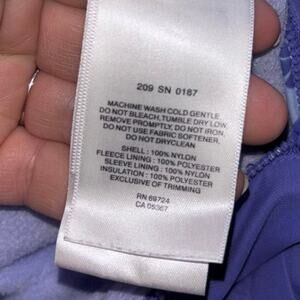 209 SN 0187
MACHINE WASH COLD GENTLE,
DO NOT BLEACH, TUMBLE DRY LOW,
REMOVE PROMPTLY, DO NOT IRON,
DO NOT USE FABRIC SOFTENER,
DO NOT DRYCLEAN
SHELL : 100% NYLON
FLEECE LINING : 100% POLYESTER
SLEEVE LINING : 100% NYLON
INSULATION : 100% POLYESTER
EXCLUSIVE OF TRIMMING
RN 69724
CA 05367